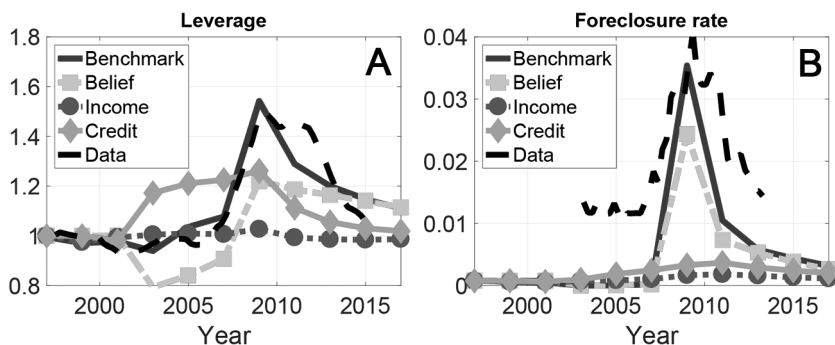 Leverage
1.8
1.6
1.4
1.2
1
0.8
A
Benchmark
Belief
Income
Credit
Data
2000
2005
2010
2015
Year
Foreclosure rate
0.04
0.03
0.02
0.01
0
B
Benchmark
Belief
Income
Credit
Data
2000
2005
2010
2015
Year